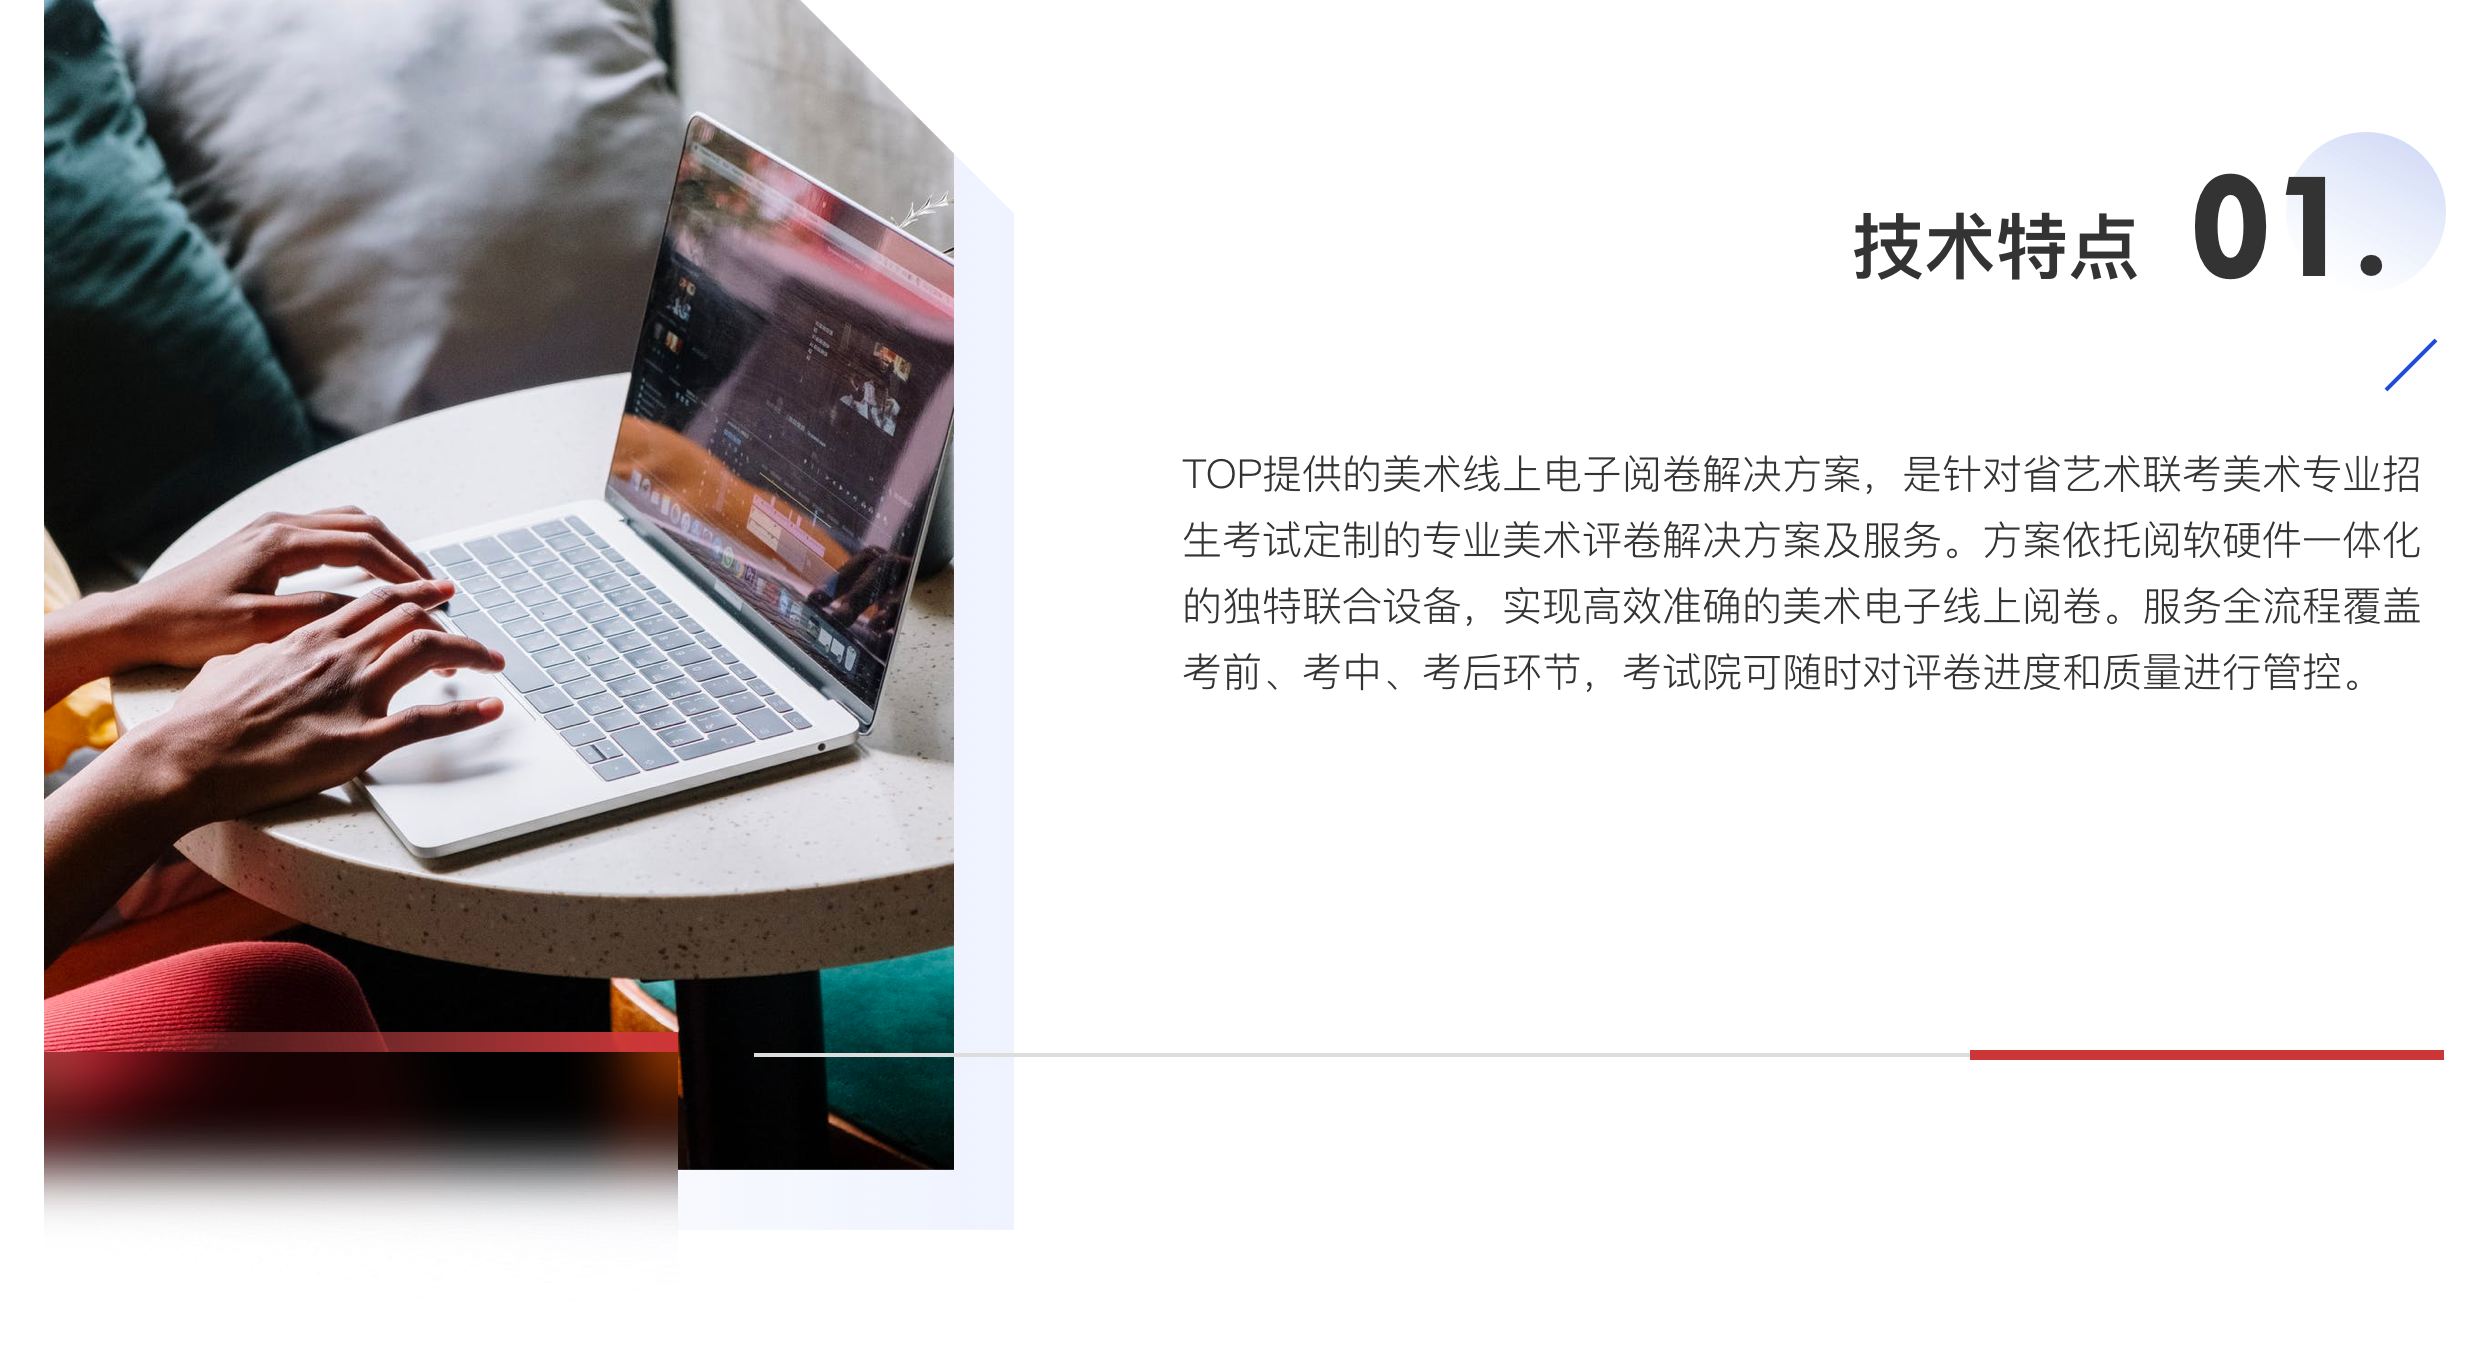 技术特点 01.
TOP提供的美术线上电子阅卷解决方案，是针对省艺术联考美术专业招
生考试定制的专业美术评卷解决方案及服务。方案依托阅软硬件一体化
的独特联合设备，实现高效准确的美术电子线上阅卷。服务全流程覆盖
考前、考中、考后环节，考试院可随时对评卷进度和质量进行管控。